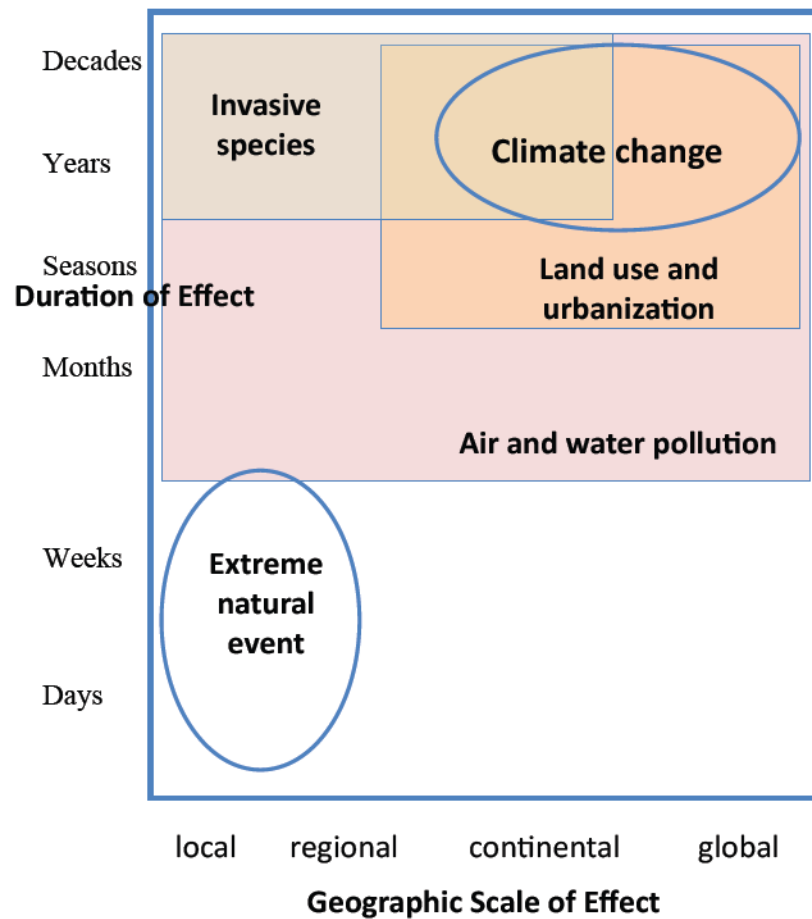 Decades
Invasive
species
Climate change
Years
Seasons
Land use and
urbanization
Duration of Effect
Months
Air and water pollution
Weeks
Extreme
natural
event
Days
local regional continental global
Geographic Scale of Effect